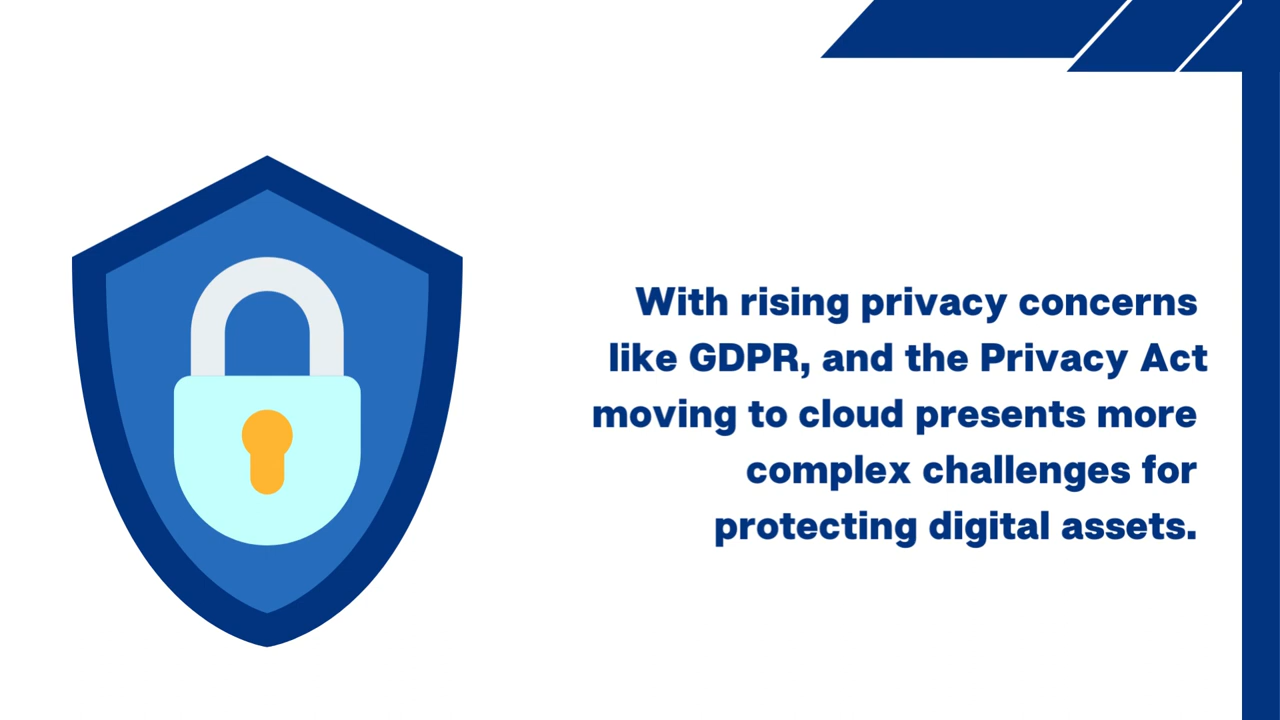 With rising privacy concerns
like GDPR, and the Privacy Act
moving to cloud presents more
complex challenges for
protecting digital assets.